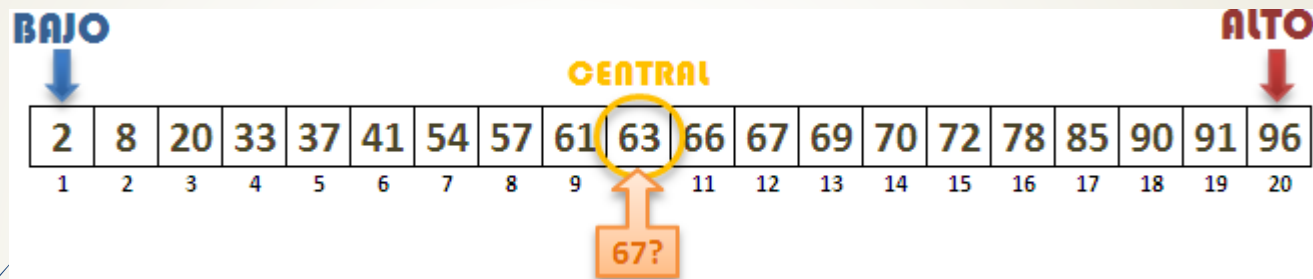 BAJO
ALTO
CENTRAL
2 8 20 33 37 41 54 57 61 63 66 67 69 70 72 78 85 90 91 96
1 2 3 4 5 6 7 8 9 11 12 13 14 15 16 17 18 19 20
67?